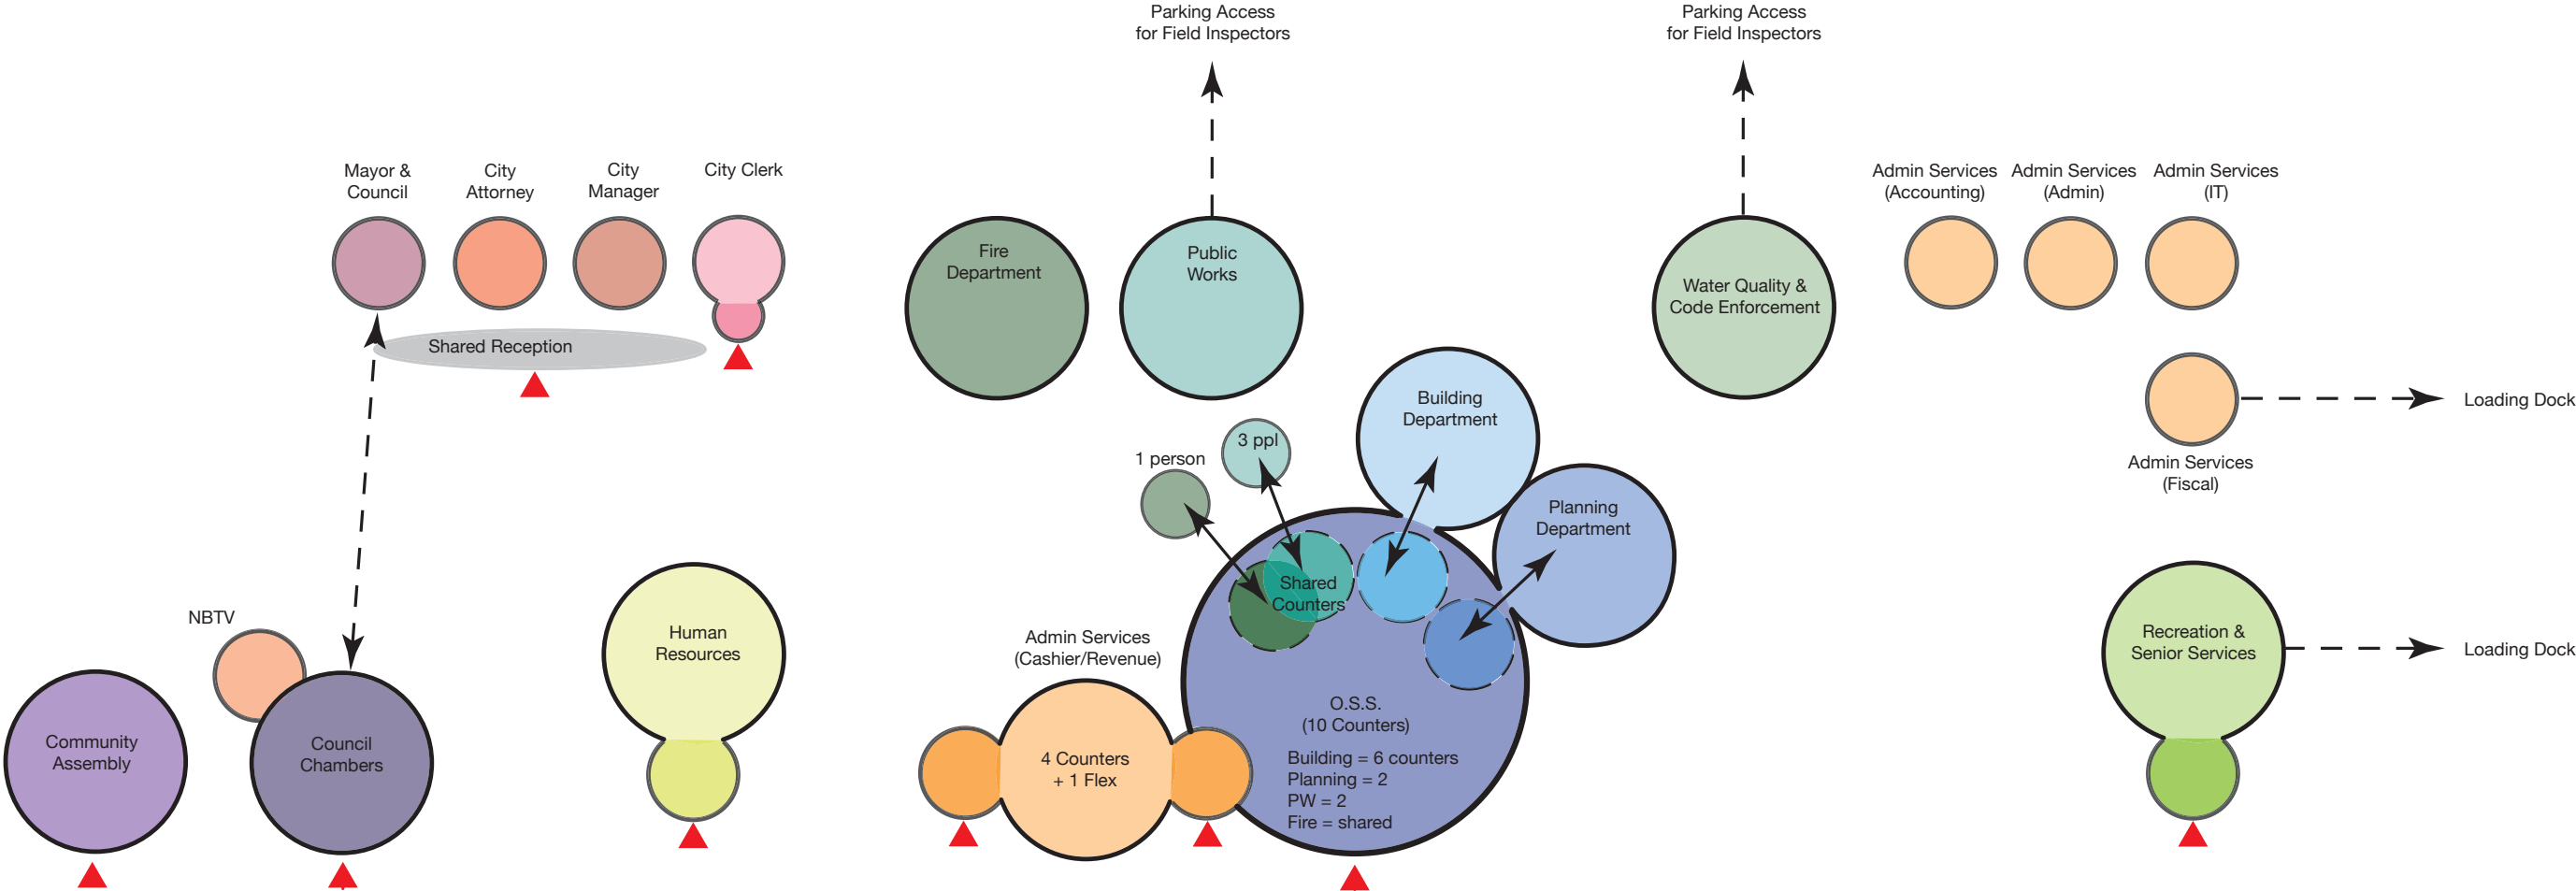 Parking Access
for Field Inspectors
Parking Access
for Field Inspectors
Mayor &
Council
City
Attorney
City
Manager
City Clerk
Admin Services
(Accounting)
Admin Services
(Admin)
Admin Services
(IT)
Fire
Department
Public
Works
Water Quality &
Code Enforcement
Shared Reception
Building
Department
Loading Dock
Admin Services
(Fiscal)
1 person
3 ppl
Planning
Department
Shared
Counters
NBTV
Human
Resources
Admin Services
(Cashier/Revenue)
Recreation &
Senior Services
Loading Dock
Community
Assembly
Council
Chambers
4 Counters
+ 1 Flex
O.S.S.
(10 Counters)
Building = 6 counters
Planning = 2
PW = 2
Fire = shared